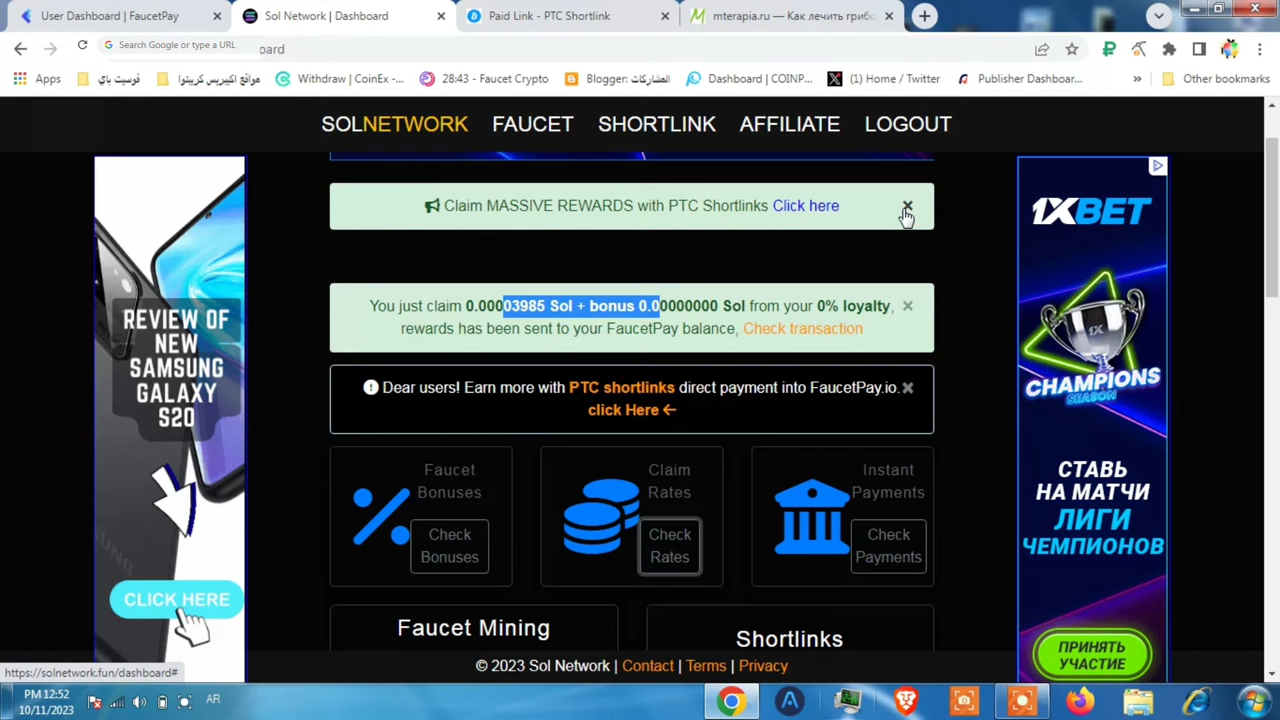 User Dashboard | FaucetPay
Sol Network | Dashboard
Paid Link - PTC Shortlink
mterapia.ru — Как лечить грибо
Search Google or type a URL
oard
Apps
فوسيت باي
مواقع اكسبريس كريبتوا
Withdraw | CoinEx -...
28:43 - Faucet Crypto
Blogger: المشاركات
Dashboard | COINP...
(1) Home / Twitter
Publisher Dashboar...
»
Other bookmarks
SOLNETWORK FAUCET SHORTLINK AFFILIATE LOGOUT
Claim MASSIVE REWARDS with PTC Shortlinks Click here
You just claim 0.00003985 Sol + bonus 0.00000000 Sol from your 0% loyalty,
rewards has been sent to your FaucetPay balance, Check transaction
Dear users! Earn more with PTC shortlinks direct payment into FaucetPay.io.
click Here
Faucet
Bonuses
Check
Bonuses
Claim
Rates
Check
Rates
Instant
Payments
Check
Payments
Faucet Mining
Shortlinks
© 2023 Sol Network | Contact | Terms | Privacy
REVIEW OF
NEW
SAMSUNG
GALAXY
S20
CLICK HERE
SAMSUNG
1XBET
1X
CHAMPIONS
SEASON
СТАВЬ
НА МАТЧИ
ЛИГИ
ЧЕМПИОНОВ
ПРИНЯТЬ
УЧАСТИЕ
https://solnetwork.fun/dashboard#
PM 12:52
10/11/2023
AR